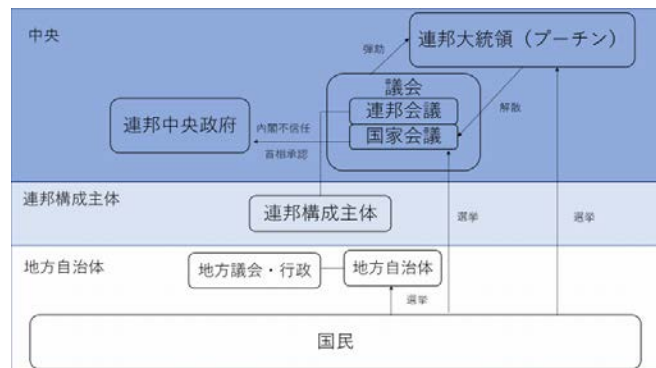 中央
連邦大統領（プーチン）
弾劾
議会
連邦会議
国家会議
解散
連邦中央政府
内閣不信任
首相承認
連邦構成主体
連邦構成主体
選挙
選挙
地方自治体
地方議会・行政
地方自治体
選挙
国民